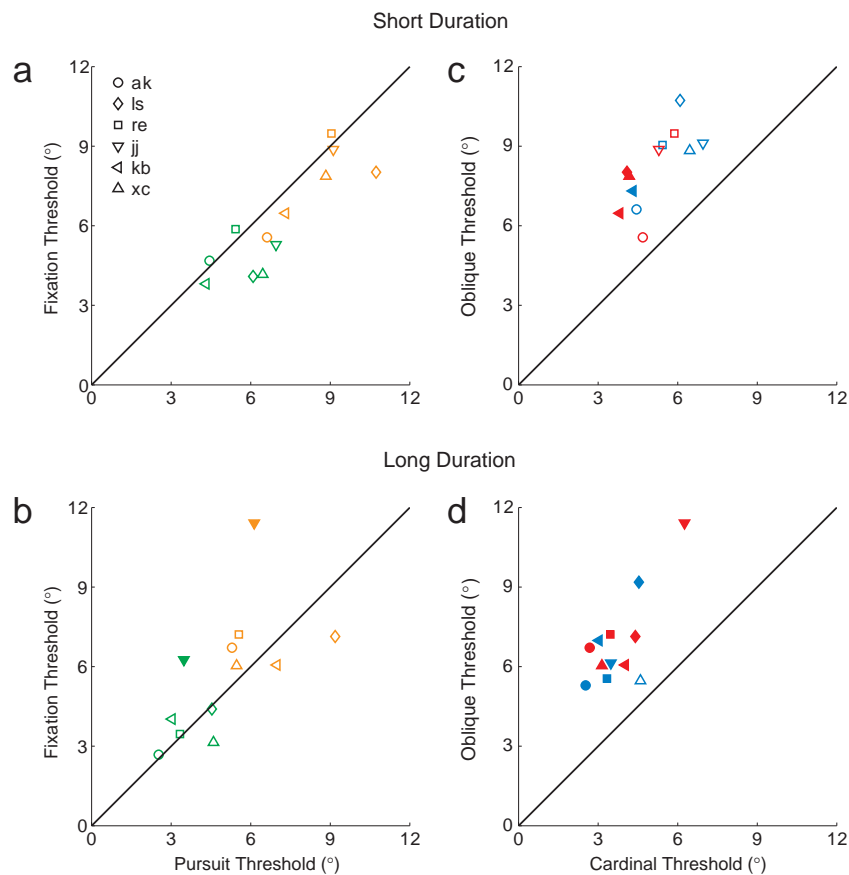 Short Duration
a
12
9
6
3
0
Fixation Threshold (°)
ak
ls
re
jj
kb
xc
0 3 6 9 12
c
12
9
6
3
0
Oblique Threshold (°)
0 3 6 9 12
Long Duration
b
12
9
6
3
0
Fixation Threshold (°)
0 3 6 9 12
Pursuit Threshold (°)
d
12
9
6
3
0
Oblique Threshold (°)
0 3 6 9 12
Cardinal Threshold (°)